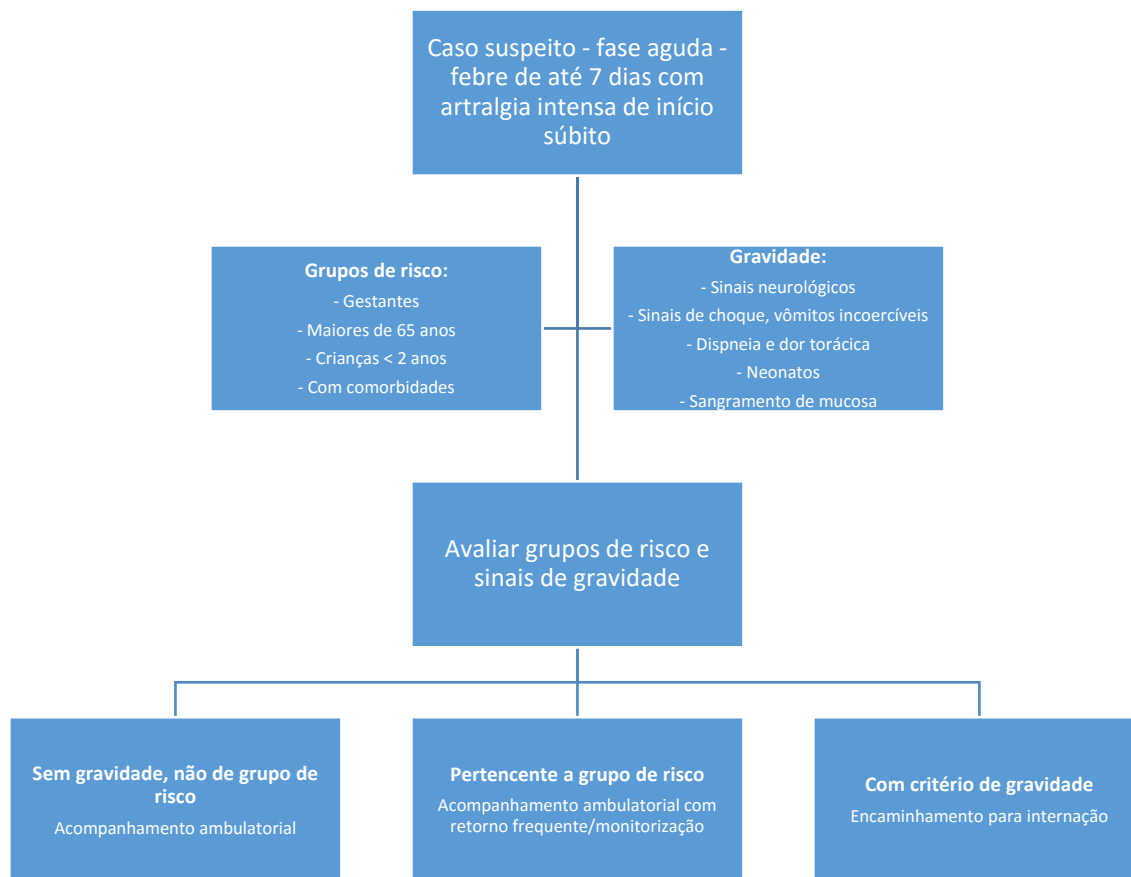 Caso suspeito - fase aguda -
febre de até 7 dias com
artralgia intensa de início
súbito
Grupos de risco:
- Gestantes
- Maiores de 65 anos
- Crianças < 2 anos
- Com comorbidades
Gravidade:
- Sinais neurológicos
- Sinais de choque, vômitos incoercíveis
- Dispneia e dor torácica
- Neonatos
- Sangramento de mucosa
Avaliar grupos de risco e
sinais de gravidade
Sem gravidade, não de grupo de
risco
Acompanhamento ambulatorial
Pertencente a grupo de risco
Acompanhamento ambulatorial com
retorno frequente/monitorização
Com critério de gravidade
Encaminhamento para internação